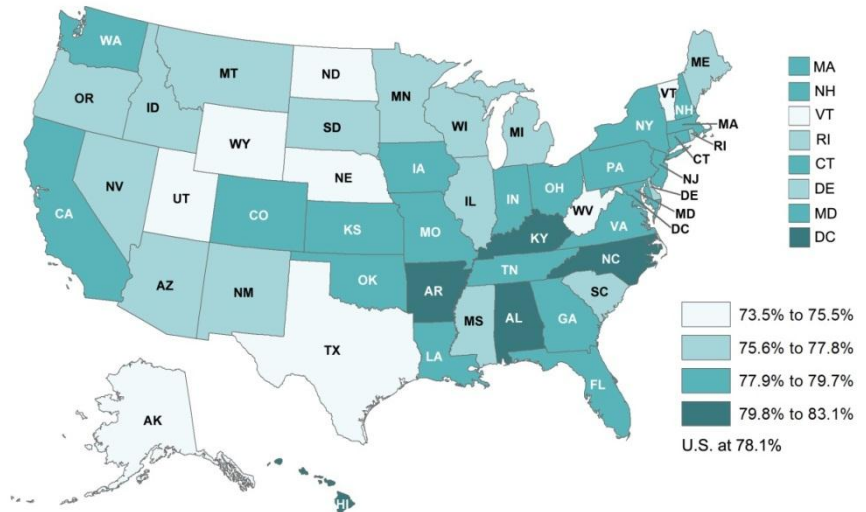 WA
MT
ND
MN
ME
OR
ID
SD
WI
MI
VT
NH
NY
MA
RI
CT
WY
IA
NE
PA
NJ
NV
UT
CO
IL
IN
OH
DE
MD
DC
WV
VA
CA
KS
MO
KY
NC
TN
AZ
NM
OK
AR
SC
MS
AL
GA
TX
LA
FL
AK
HI
MA
NH
VT
RI
CT
DE
MD
DC
73.5% to 75.5%
75.6% to 77.8%
77.9% to 79.7%
79.8% to 83.1%
U.S. at 78.1%